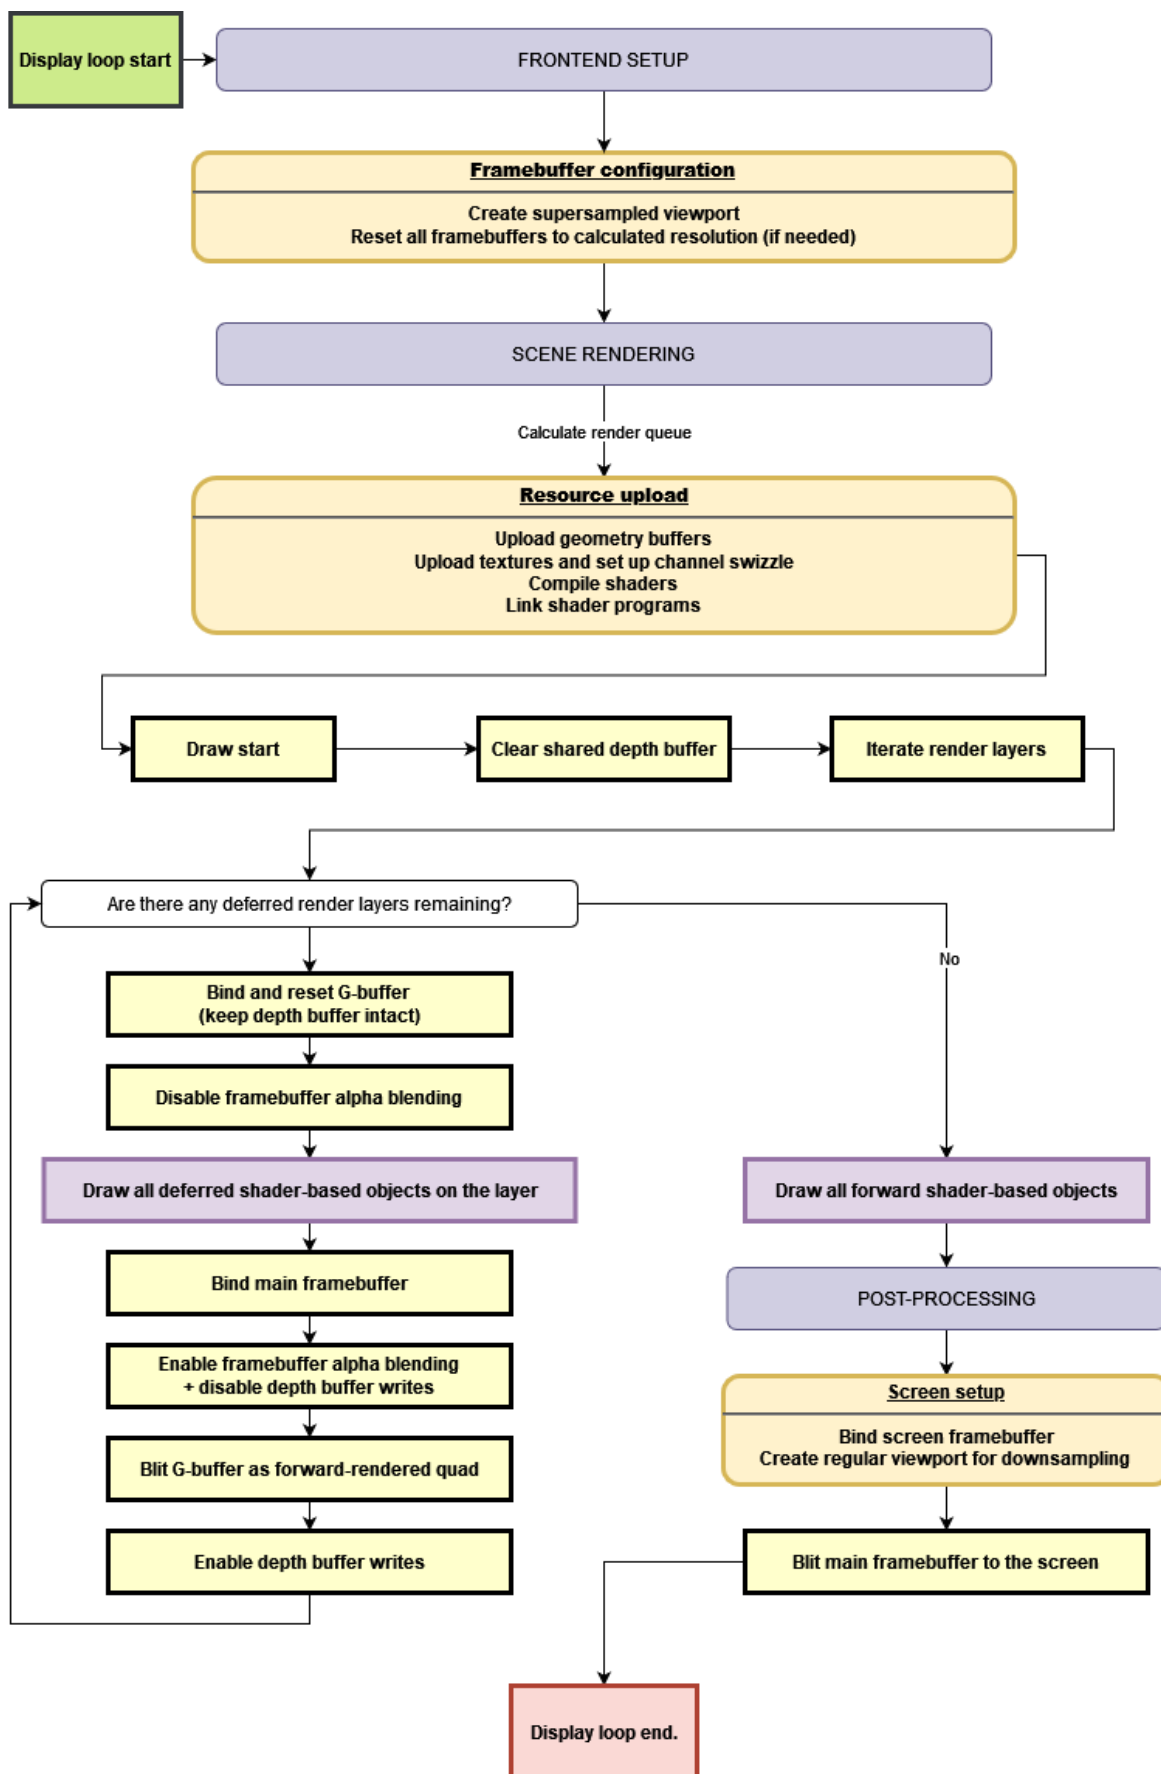 Display loop start
FRONTEND SETUP
Framebuffer configuration
Create supersampled viewport
Reset all framebuffers to calculated resolution (if needed)
SCENE RENDERING
Calculate render queue
Resource upload
Upload geometry buffers
Upload textures and set up channel swizzle
Compile shaders
Link shader programs
Draw start
Clear shared depth buffer
Iterate render layers
Are there any deferred render layers remaining?
No
Bind and reset G-buffer
(keep depth buffer intact)
Disable framebuffer alpha blending
Draw all deferred shader-based objects on the layer
Bind main framebuffer
Enable framebuffer alpha blending
+ disable depth buffer writes
Blit G-buffer as forward-rendered quad
Enable depth buffer writes
Draw all forward shader-based objects
POST-PROCESSING
Screen setup
Bind screen framebuffer
Create regular viewport for downsampling
Blit main framebuffer to the screen
Display loop end.